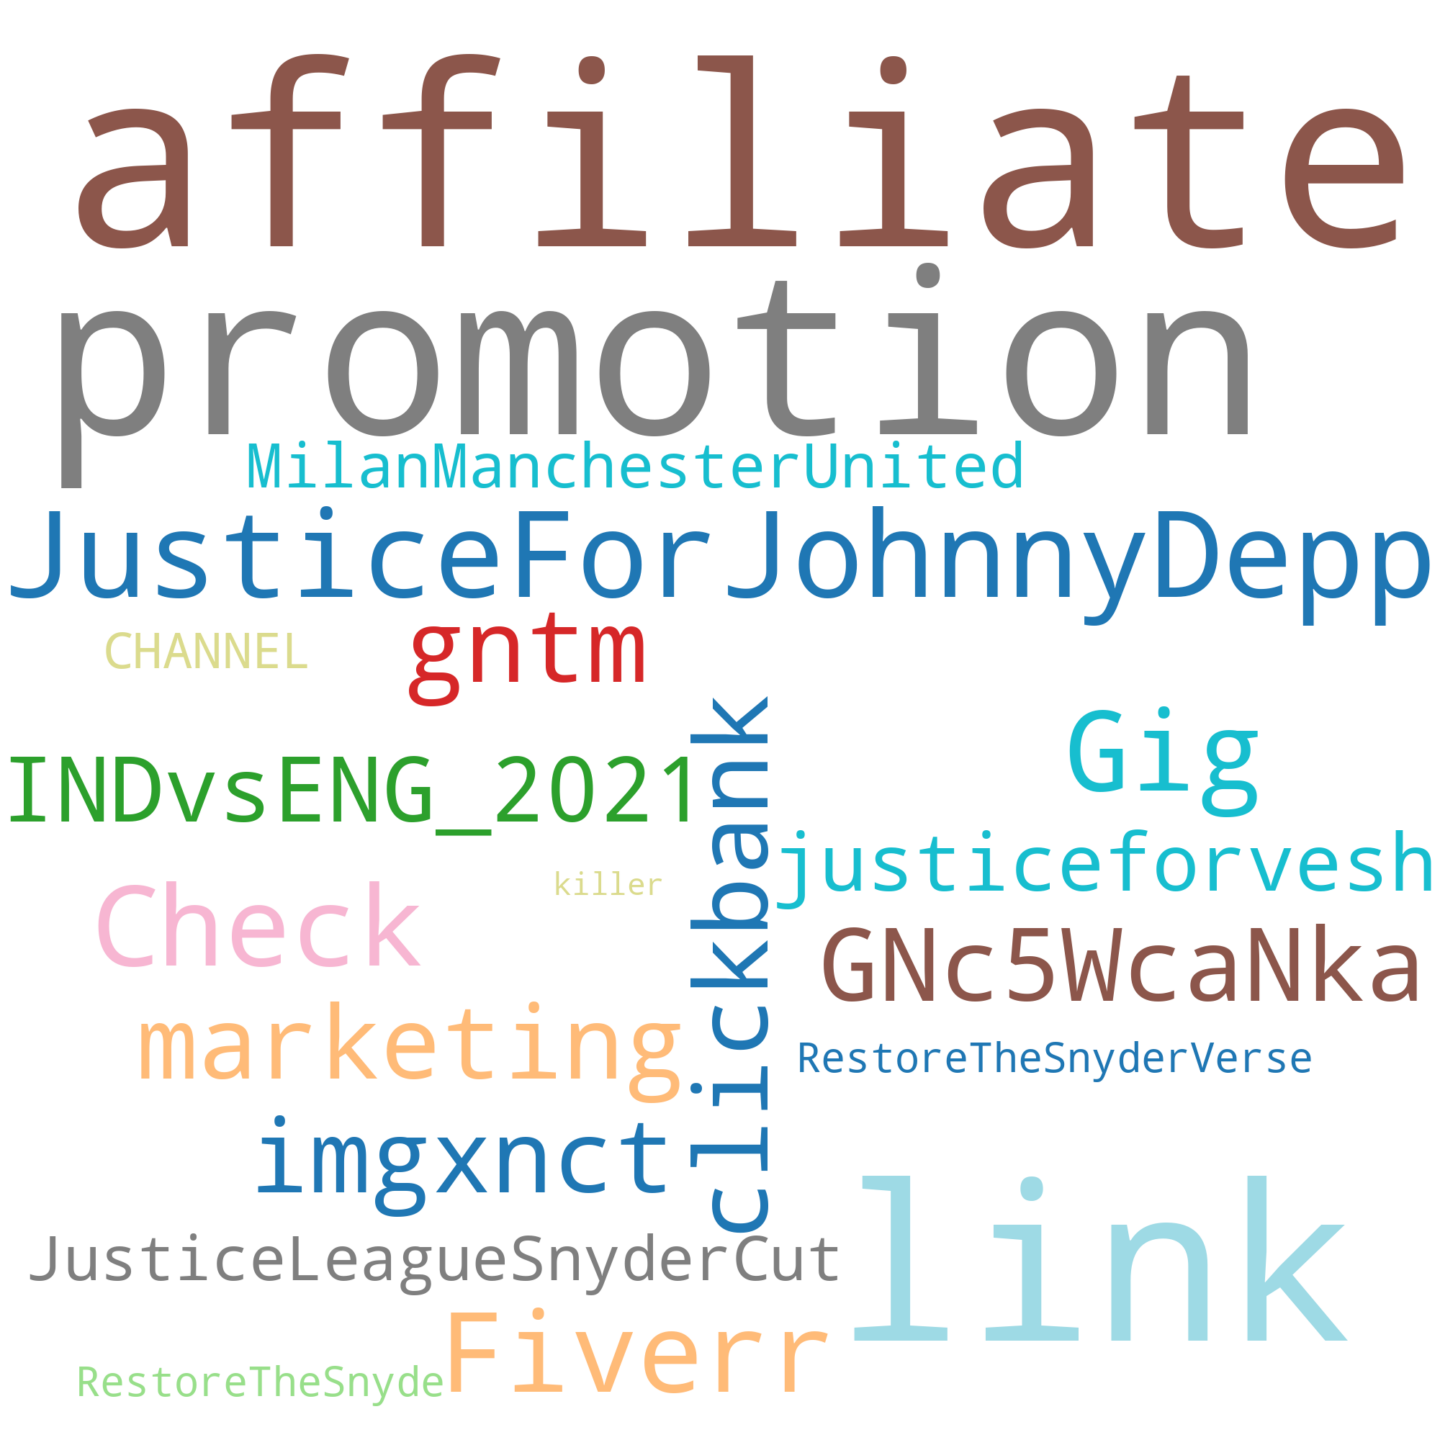 affiliate
promotion
MilanManchesterUnited
JusticeForJohnnyDepp
CHANNEL
gntm
INDvsENG_2021
clickbank
Gig
justiceforvesh
killer
Check
GNc5WcaNka
marketing
RestoreTheSnyderVerse
imgxnct
link
JusticeLeagueSnyderCut
Fiverr
RestoreTheSnyde